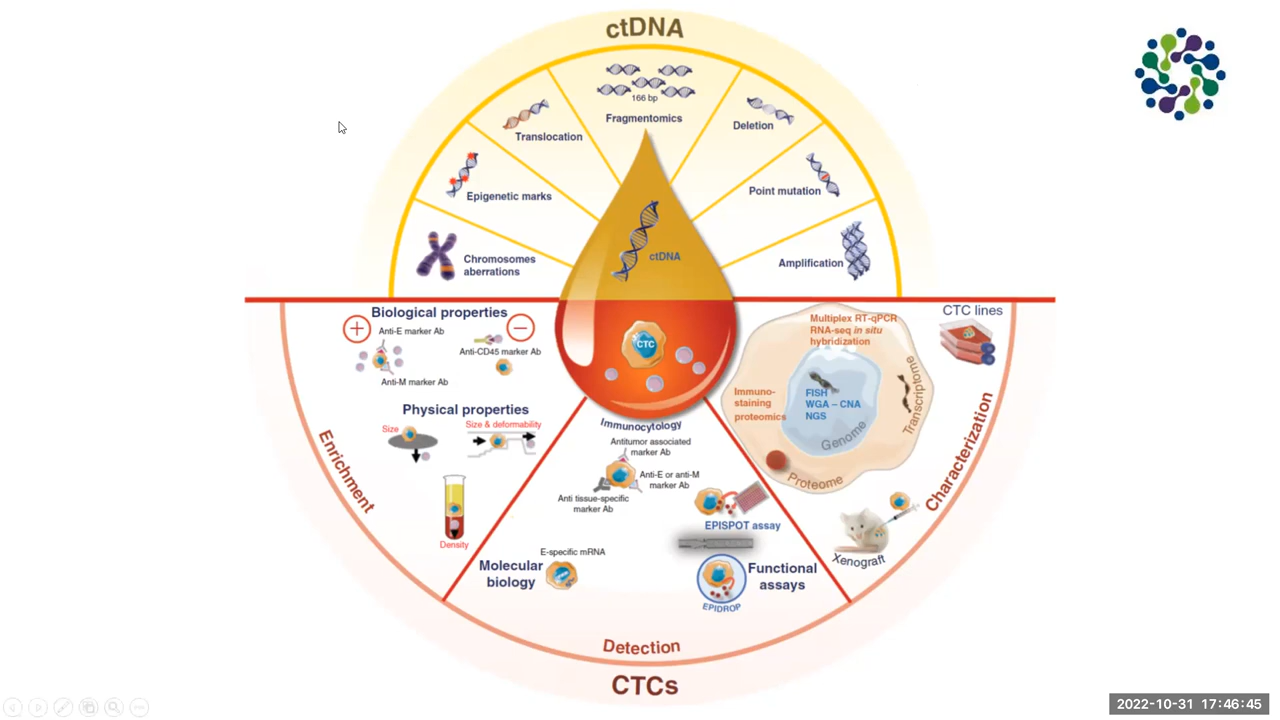 ctDNA
166 bp
Fragmentomics
Translocation
Deletion
Epigenetic marks
Point mutation
Chromosomes
aberrations
Amplification
ctDNA
Biological properties
+
−
Anti-E marker Ab
Anti-CD45 marker Ab
Anti-M marker Ab
Physical properties
Size
Size & deformability
Density
Enrichment
CTC
Immunocytology
Antitumor associated
marker Ab
Anti-E or anti-M
marker Ab
Anti tissue-specific
marker Ab
EPISPOT assay
E-specific mRNA
Molecular
biology
Functional
assays
EPIDROP
Detection
Multiplex RT-qPCR
RNA-seq in situ
hybridization
Immuno-
staining
proteomics
FISH
WGA – CNA
NGS
Genome
Transcriptome
Proteome
CTC lines
Xenograft
Characterization
CTCs
2022-10-31 17:46:45